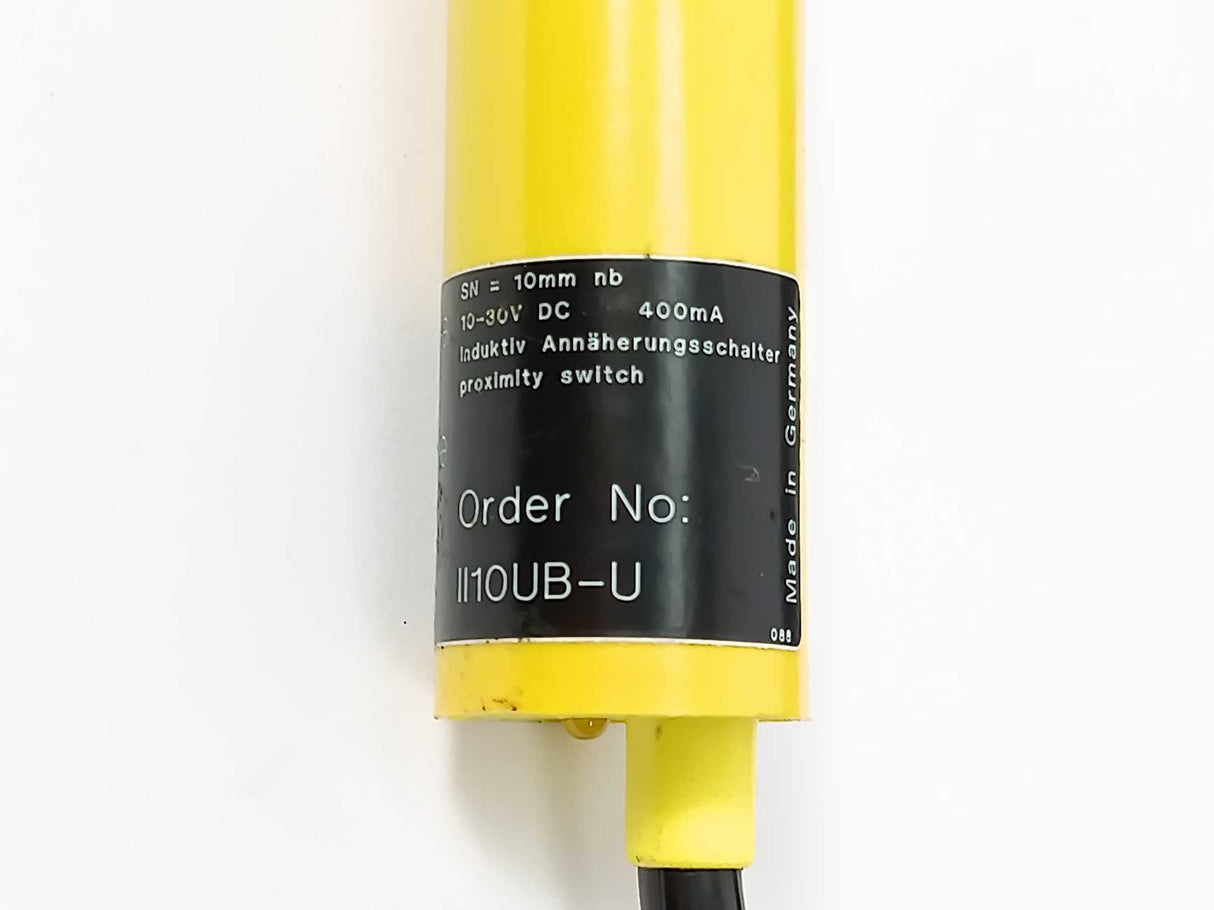 SN = 10mm nb
10-30V DC 400mA
Induktiv Annäherungsschalter
proximity switch
Order No:
II10UB-U
Made in Germany
088